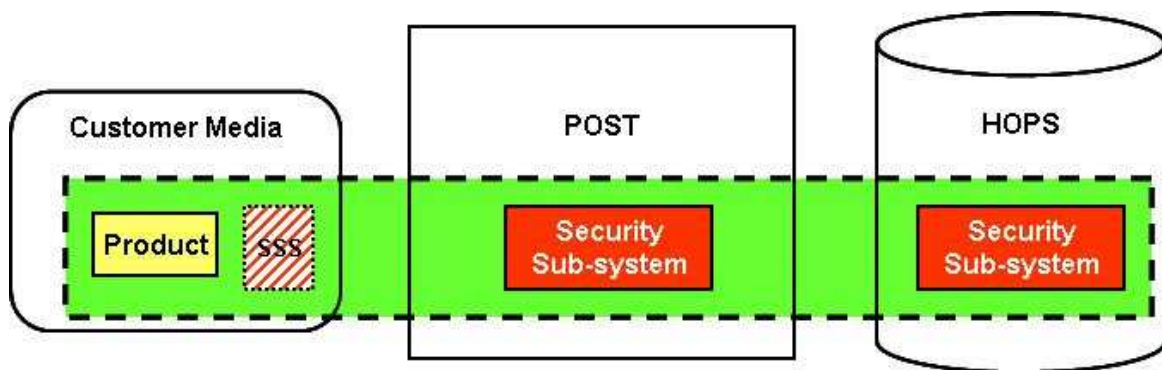 Customer Media
POST
HOPS
Product
SSS
Security
Sub-system
Security
Sub-system